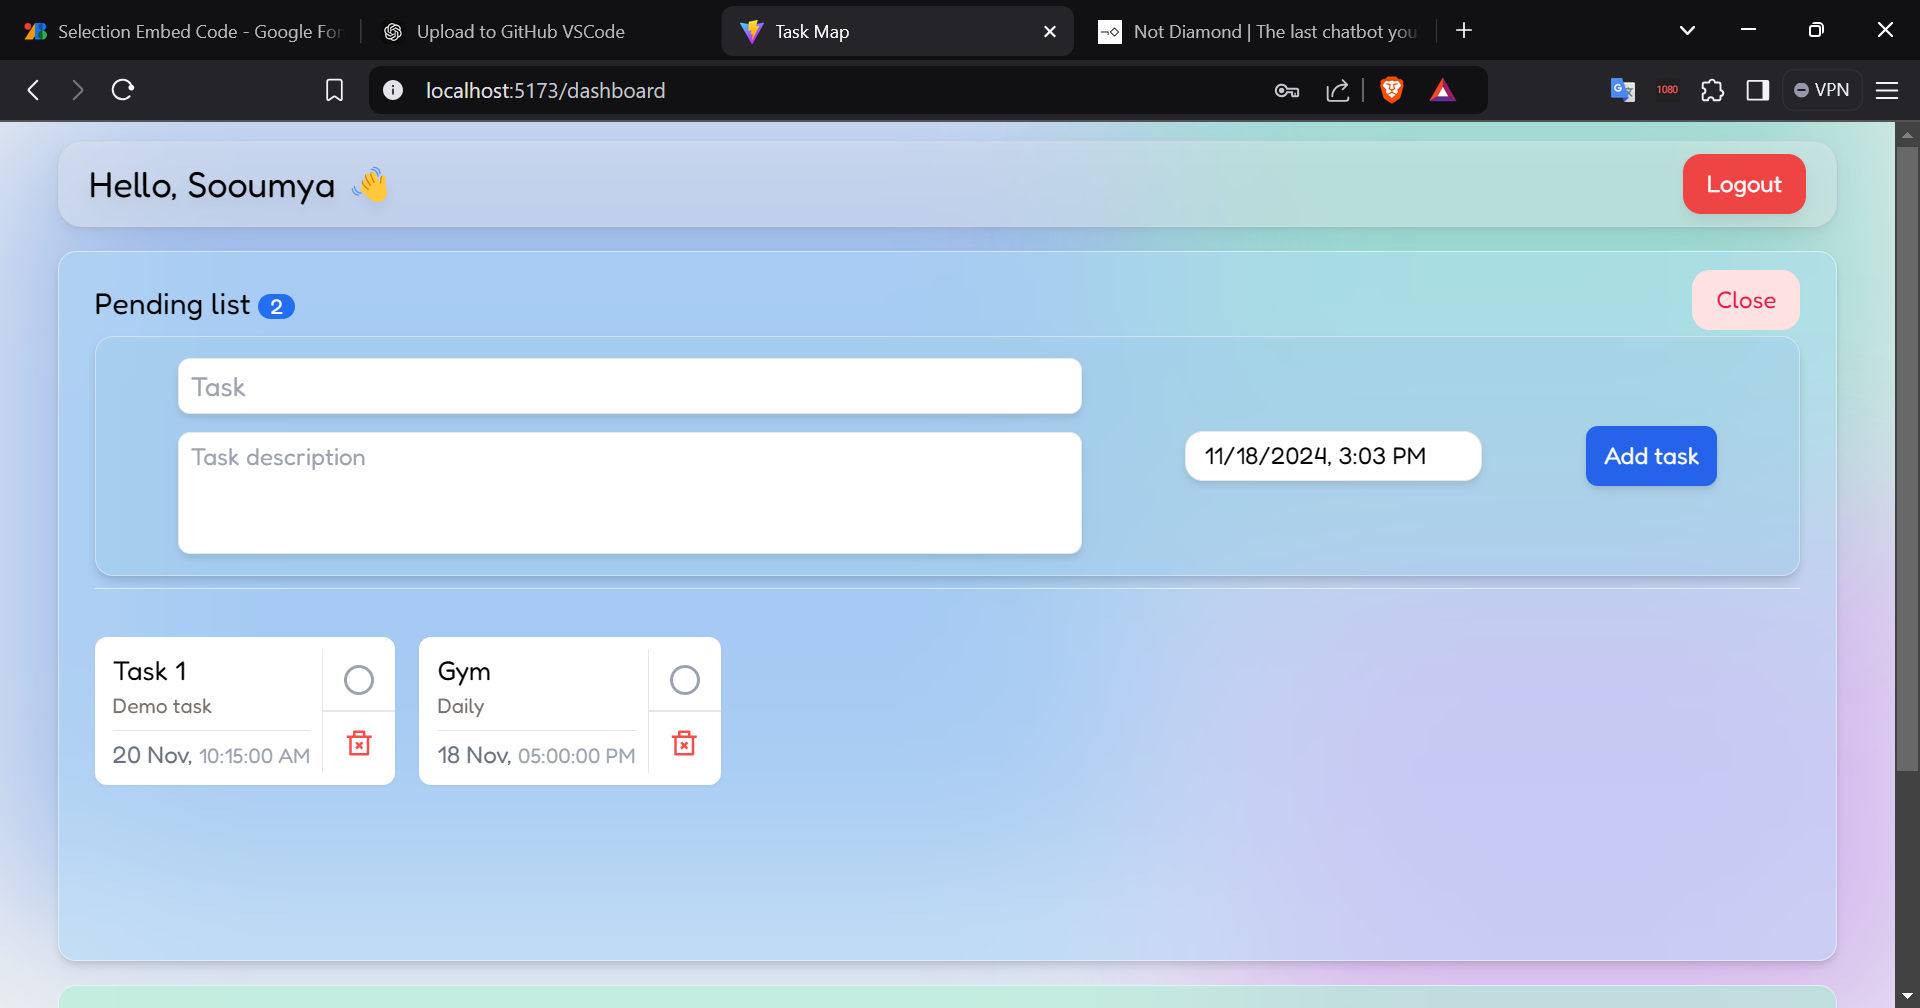 Selection Embed Code - Google For
Upload to GitHub VSCode
Task Map
Not Diamond | The last chatbot you
localhost:5173/dashboard
1080
VPN
Hello, Sooumya 👋
Logout
Pending list 2
Close
Task
Task description
11/18/2024, 3:03 PM
Add task
Task 1
Demo task
20 Nov, 10:15:00 AM
Gym
Daily
18 Nov, 05:00:00 PM